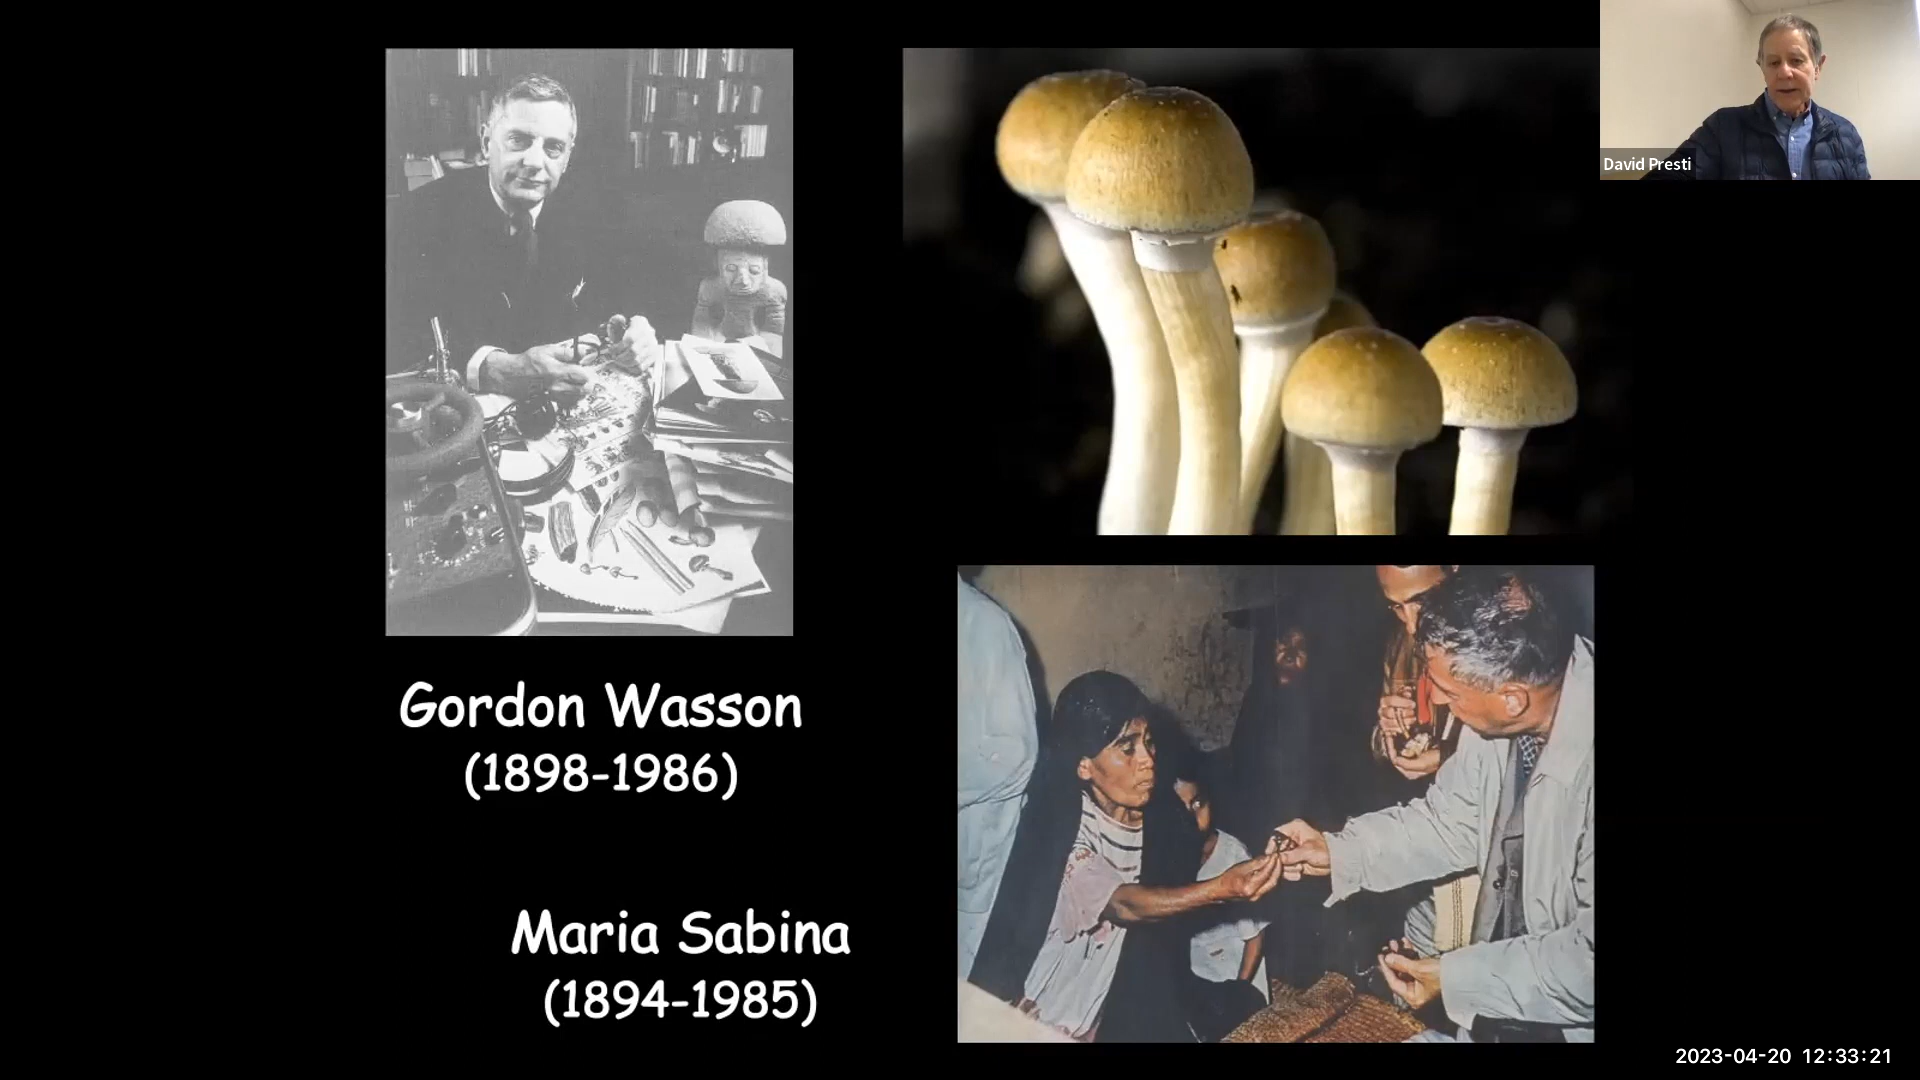 David Presti
Gordon Wasson
(1898-1986)
Maria Sabina
(1894-1985)
2023-04-20 12:33:21